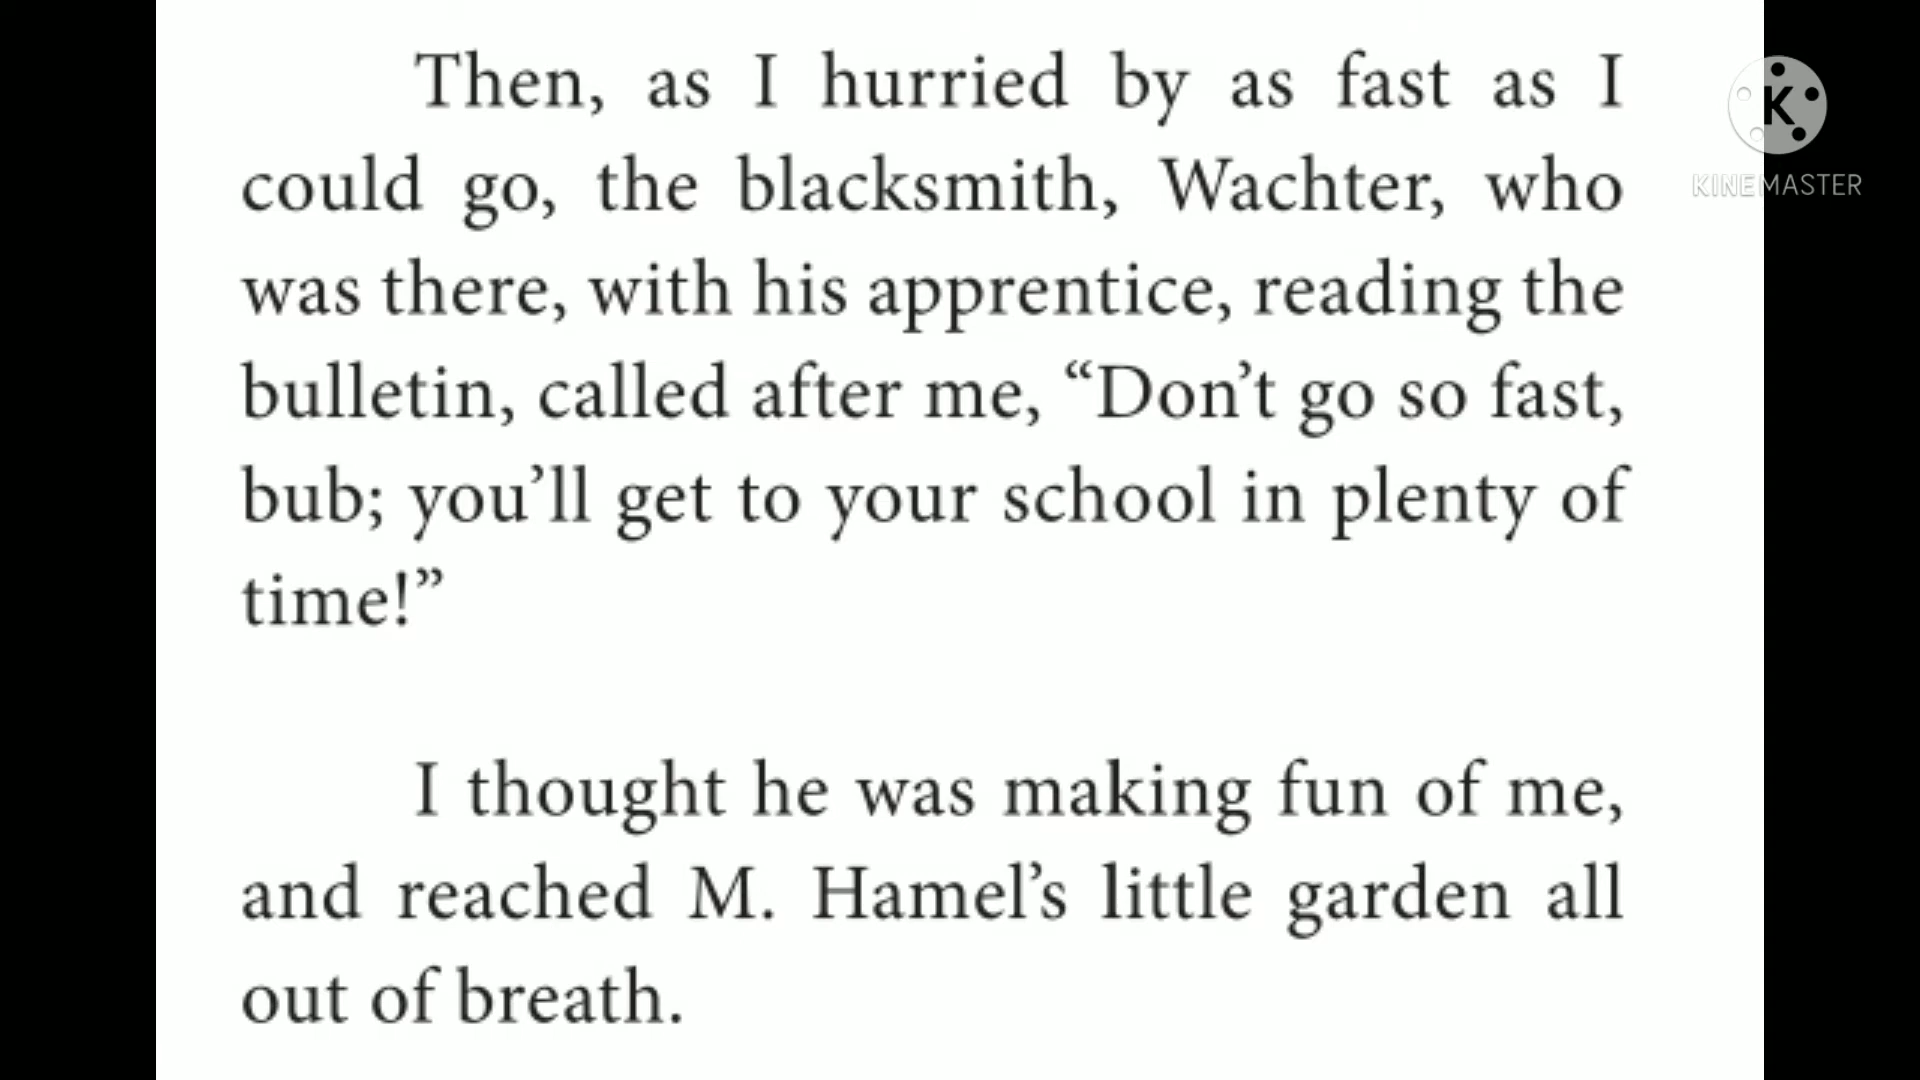 Then, as I hurried by as fast as I
could go, the blacksmith, Wachter, who
was there, with his apprentice, reading the
bulletin, called after me, “Don’t go so fast,
bub; you’ll get to your school in plenty of
time!”
I thought he was making fun of me,
and reached M. Hamel’s little garden all
out of breath.
K
KINEMASTER